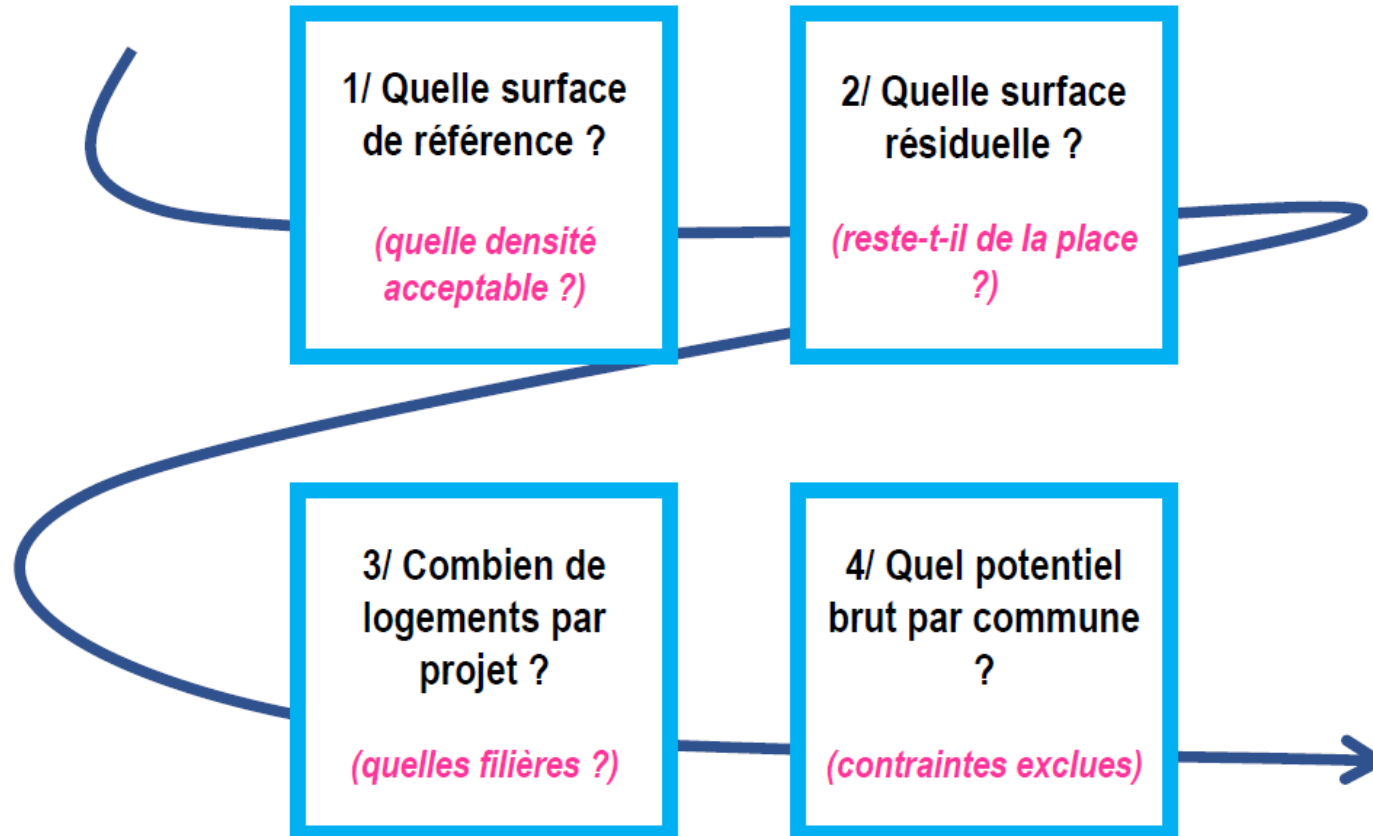 1/ Quelle surface
de référence ?
(quelle densité
acceptable ?)
2/ Quelle surface
résiduelle ?
(reste-t-il de la place
?)
3/ Combien de
logements par
projet ?
(quelles filières ?)
4/ Quel potentiel
brut par commune
?
(contraintes exclues)